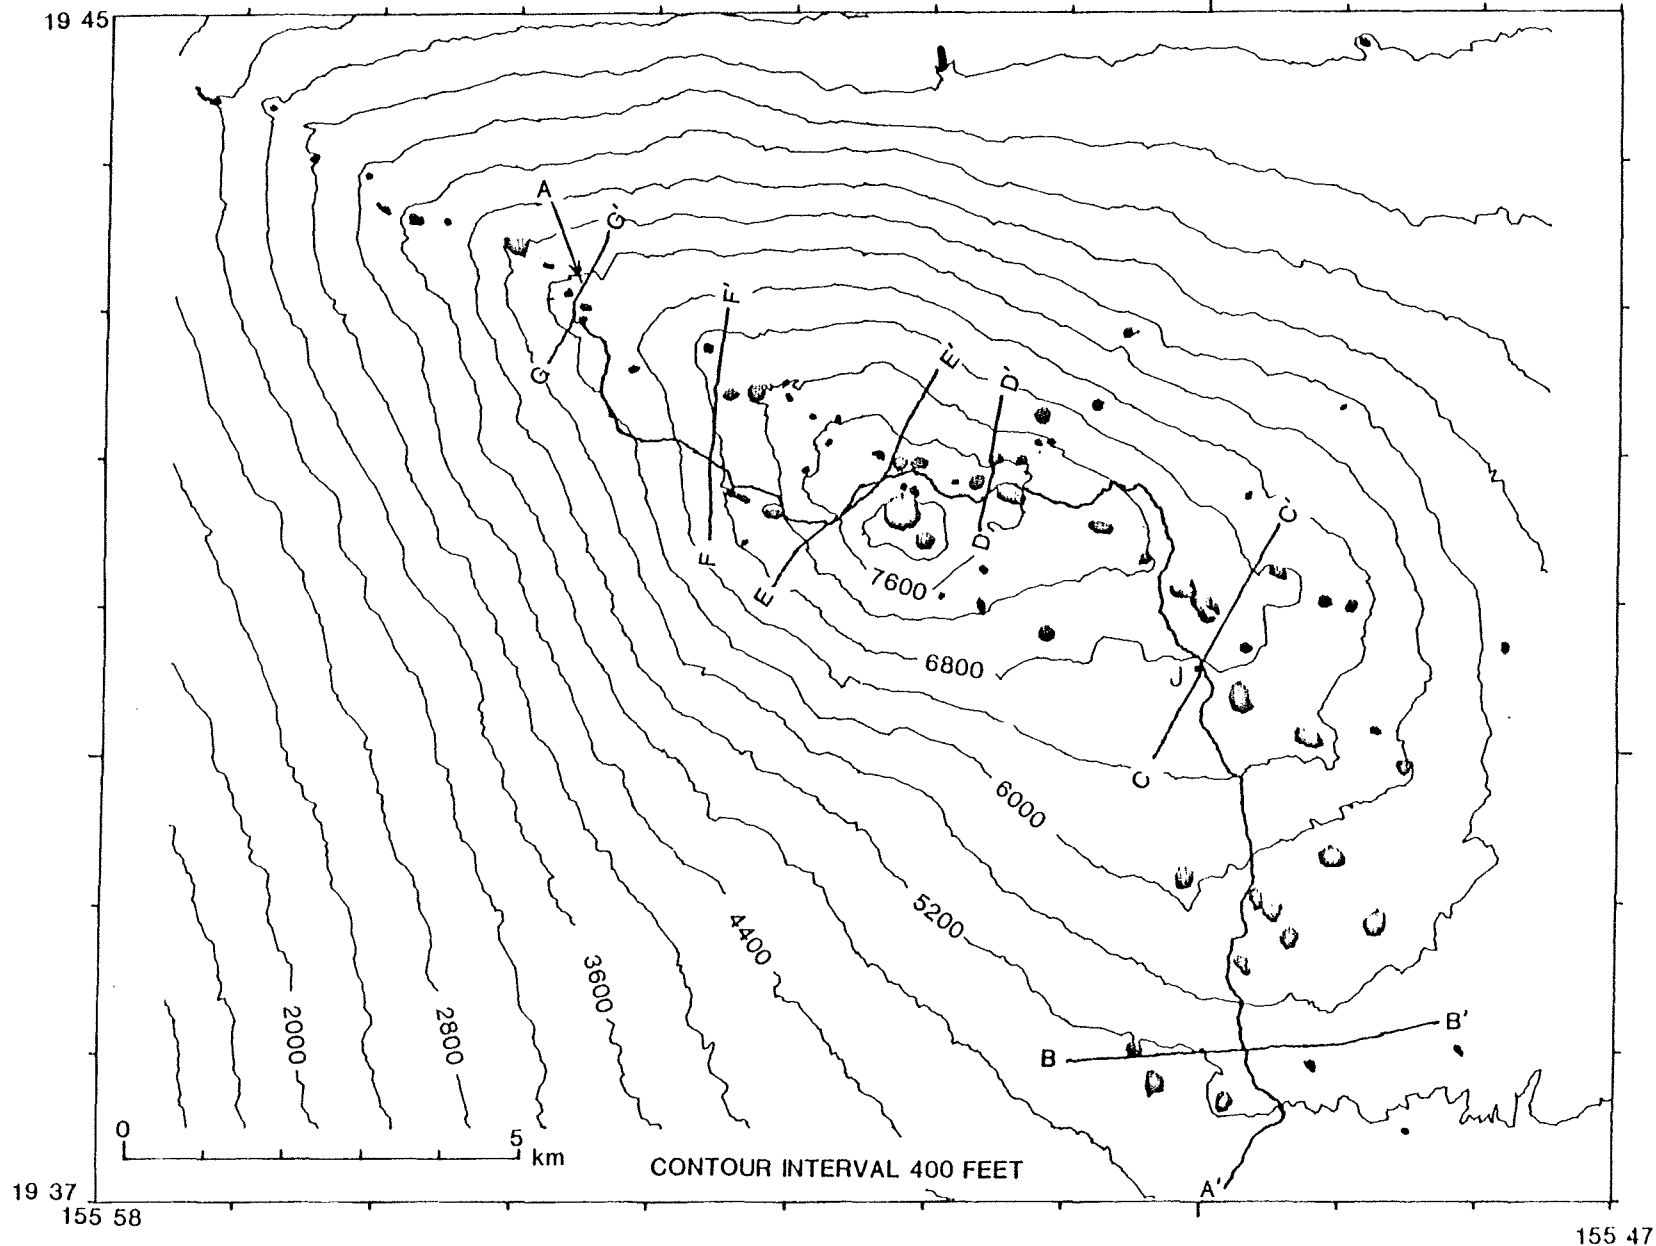 19 45
A
G'
F'
E'
D'
G
C'
F
D
E
7600
6800
J
C
6000
5200
4400
3600
2000
2800
B
B'
0
5
km
CONTOUR INTERVAL 400 FEET
19 37
A'
155 58
155 47